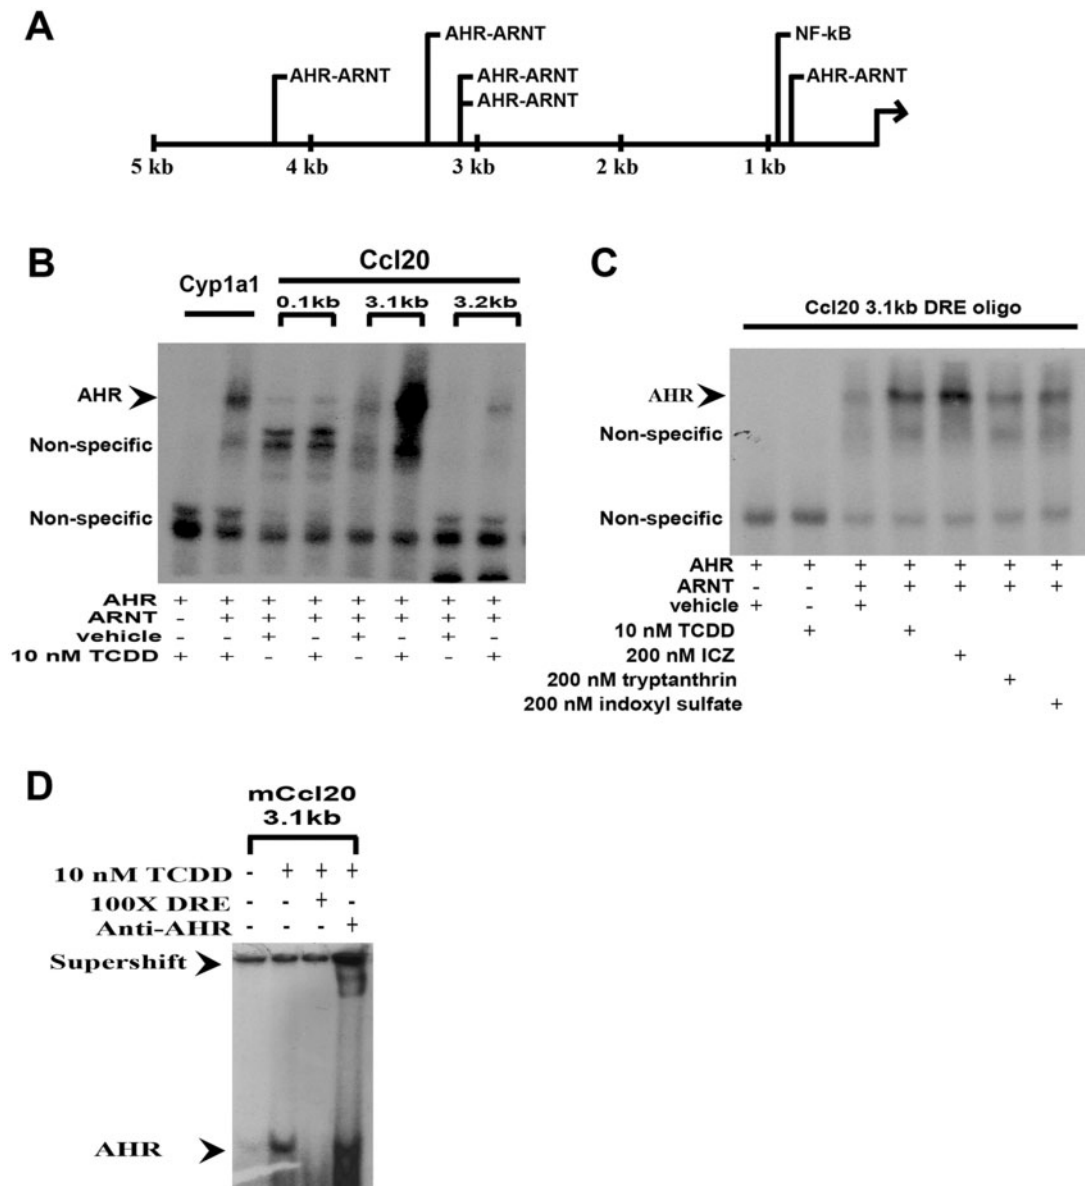 A
AHR-ARNT
NF-kB
AHR-ARNT
AHR-ARNT
AHR-ARNT
AHR-ARNT
5 kb 4 kb 3 kb 2 kb 1 kb
B
Cyp1a1
Ccl20
0.1kb 3.1kb 3.2kb
AHR
Non-specific
Non-specific
AHR + + + + + + + +
ARNT - + + + + + + +
vehicle - - + - + - + -
10 nM TCDD + + - + - + - +
C
Ccl20 3.1kb DRE oligo
AHR
Non-specific
Non-specific
AHR + + + + + + +
ARNT - - + + + + +
vehicle + - +
10 nM TCDD + +
200 nM ICZ +
200 nM tryptanthrin +
200 nM indoxyl sulfate +
D
mCcl20
3.1kb
10 nM TCDD - + + +
100X DRE - - + -
Anti-AHR - - - +
Supershift
AHR